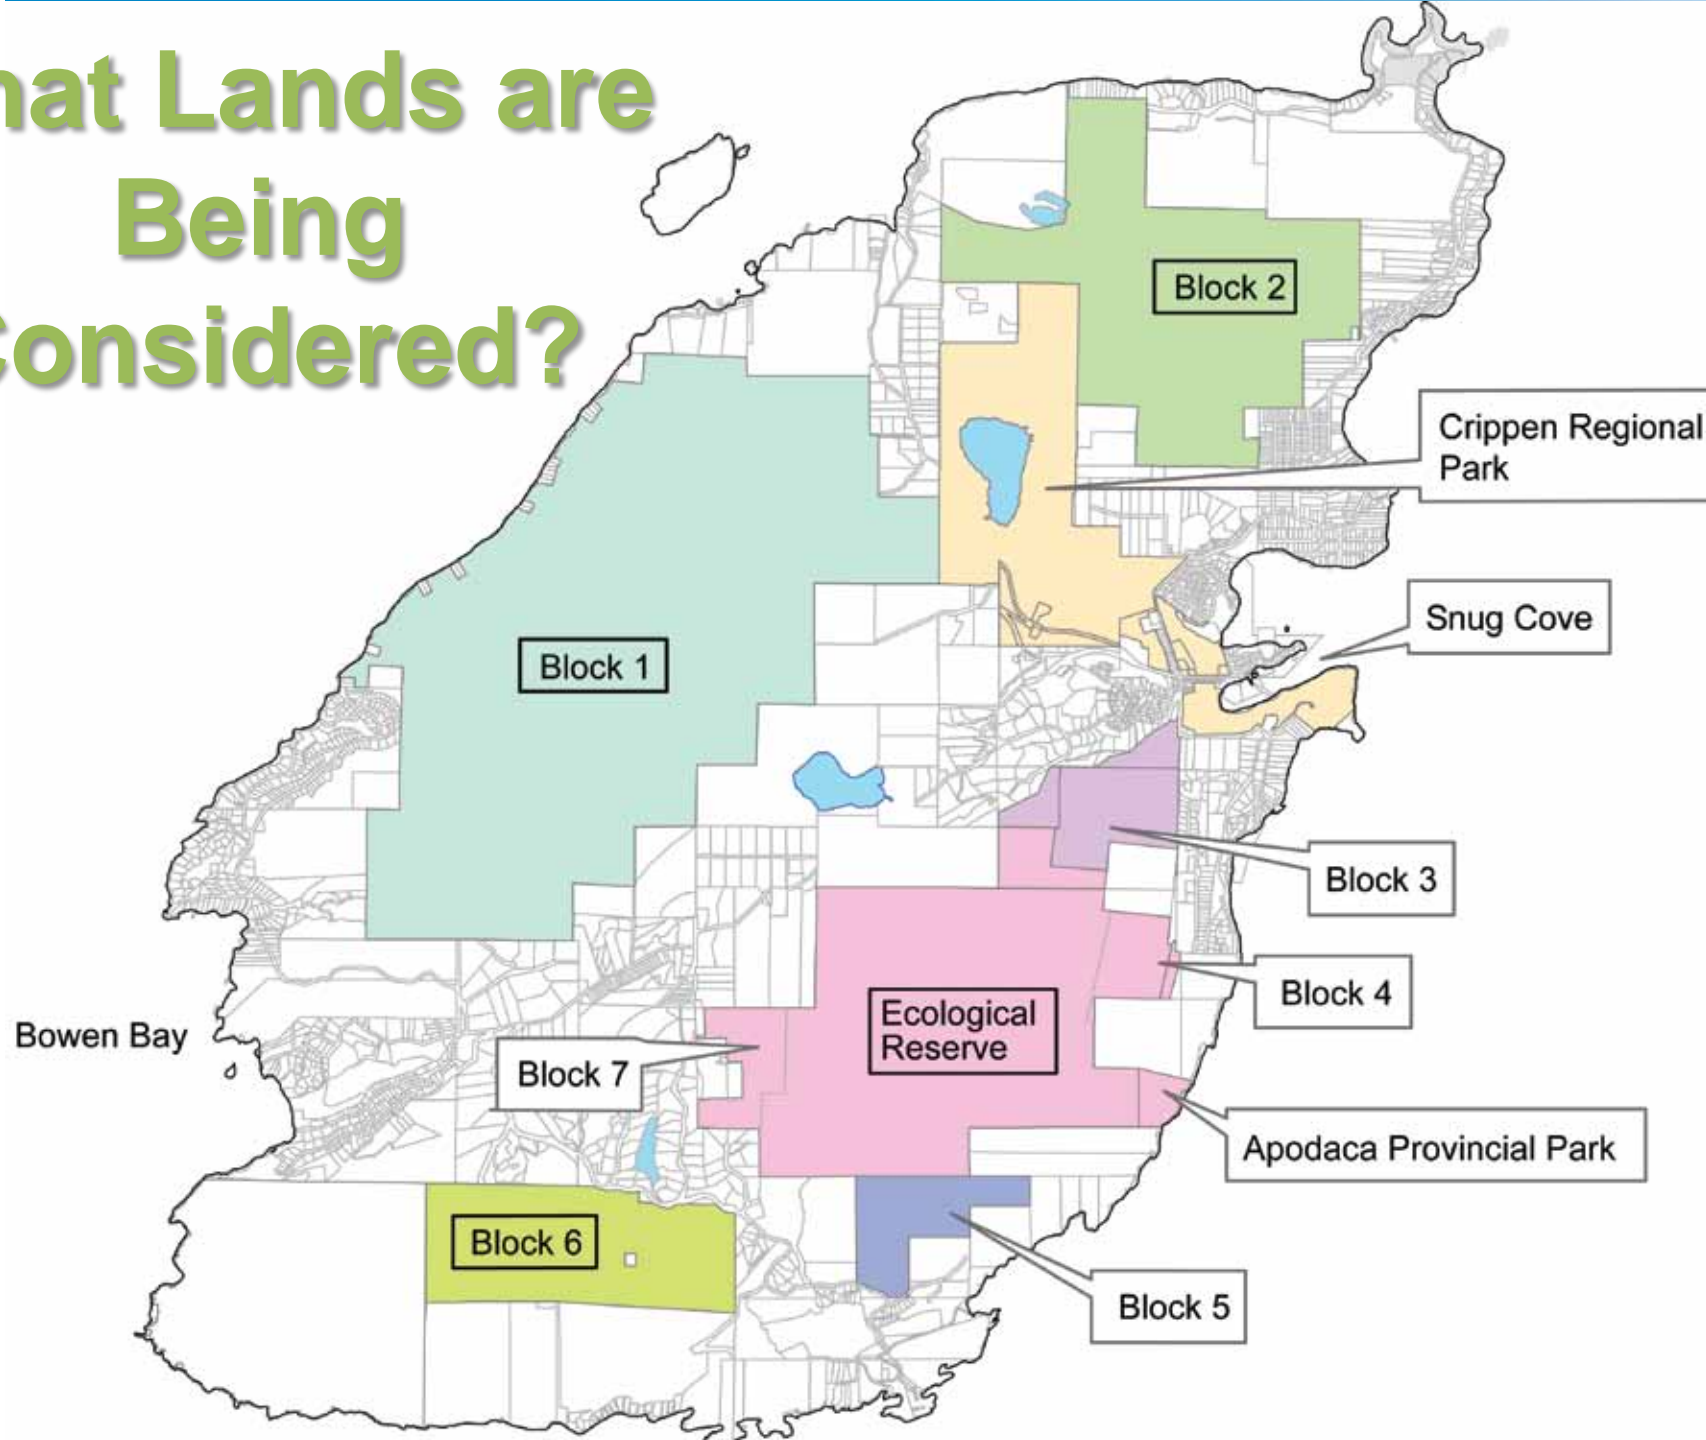 hat Lands are
Being
Considered?
Block 2
Crippen Regional
Park
Snug Cove
Block 1
Block 3
Block 4
Ecological
Reserve
Bowen Bay
Block 7
Apodaca Provincial Park
Block 6
Block 5